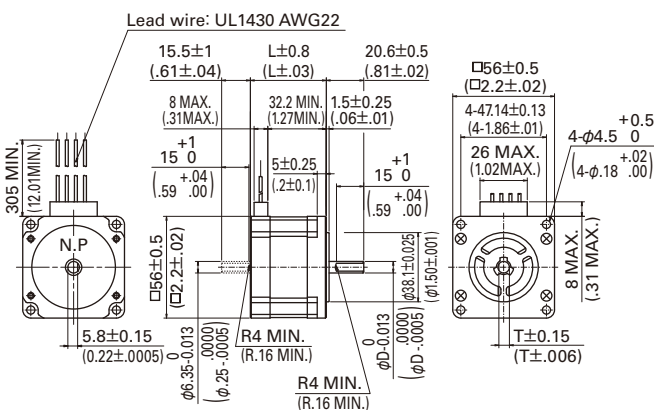 Lead wire: UL1430 AWG22
15.5±1
(.61±.04)
L±0.8
(L±.03)
20.6±0.5
(.81±.02)
8 MAX.
(.31MAX.)
32.2 MIN.
(1.27MIN.)
1.5±0.25
(.06±.01)
+1
15 0
(.59 +.04 .00)
5±0.25
(.2±0.1)
+1
15 0
(.59 +.04 .00)
305 MIN.
(12.01MIN.)
N.P
□56±0.5
(□2.2±.02)
5.8±0.15
(0.22±.0005)
0
φ6.35-0.013
(φ.25 .0000 -.0005)
R4 MIN.
(R.16 MIN.)
R4 MIN.
(R.16 MIN.)
0
φD-0.013
(φD .0000 -.0005)
φ38.1±0.025
(φ1.50±.001)
□56±0.5
(□2.2±.02)
4-47.14±0.13
(4-1.86±.01)
26 MAX.
(1.02MAX.)
+0.5
4-φ4.5 0
(4-φ.18 +.02 .00)
8 MAX.
(.31 MAX.)
T±0.15
(T±.006)